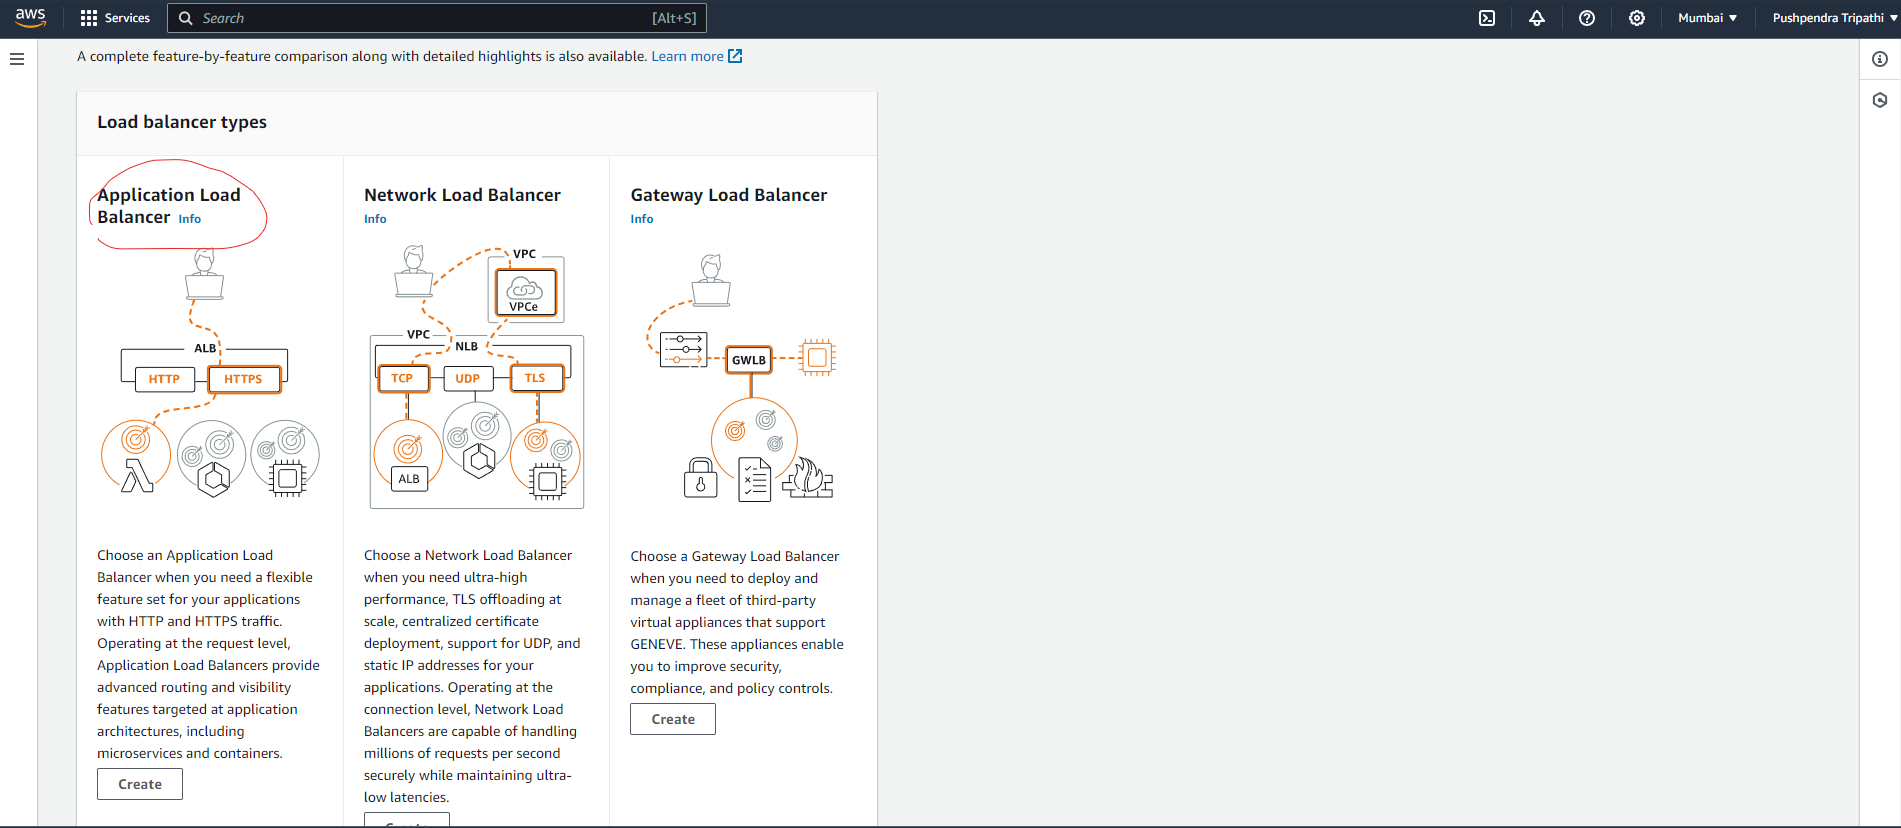 aws
Services
Search
[Alt+S]
Mumbai
Pushpendra Tripathi
A complete feature-by-feature comparison along with detailed highlights is also available. Learn more
Load balancer types
Application Load
Balancer Info
ALB
HTTP
HTTPS
Choose an Application Load
Balancer when you need a flexible
feature set for your applications
with HTTP and HTTPS traffic.
Operating at the request level,
Application Load Balancers provide
advanced routing and visibility
features targeted at application
architectures, including
microservices and containers.
Create
Network Load Balancer
Info
VPC
VPCe
VPC
NLB
TCP
UDP
TLS
ALB
Choose a Network Load Balancer
when you need ultra-high
performance, TLS offloading at
scale, centralized certificate
deployment, support for UDP, and
static IP addresses for your
applications. Operating at the
connection level, Network Load
Balancers are capable of handling
millions of requests per second
securely while maintaining ultra-
low latencies.
Create
Gateway Load Balancer
Info
GWLB
Choose a Gateway Load Balancer
when you need to deploy and
manage a fleet of third-party
virtual appliances that support
GENEVE. These appliances enable
you to improve security,
compliance, and policy controls.
Create